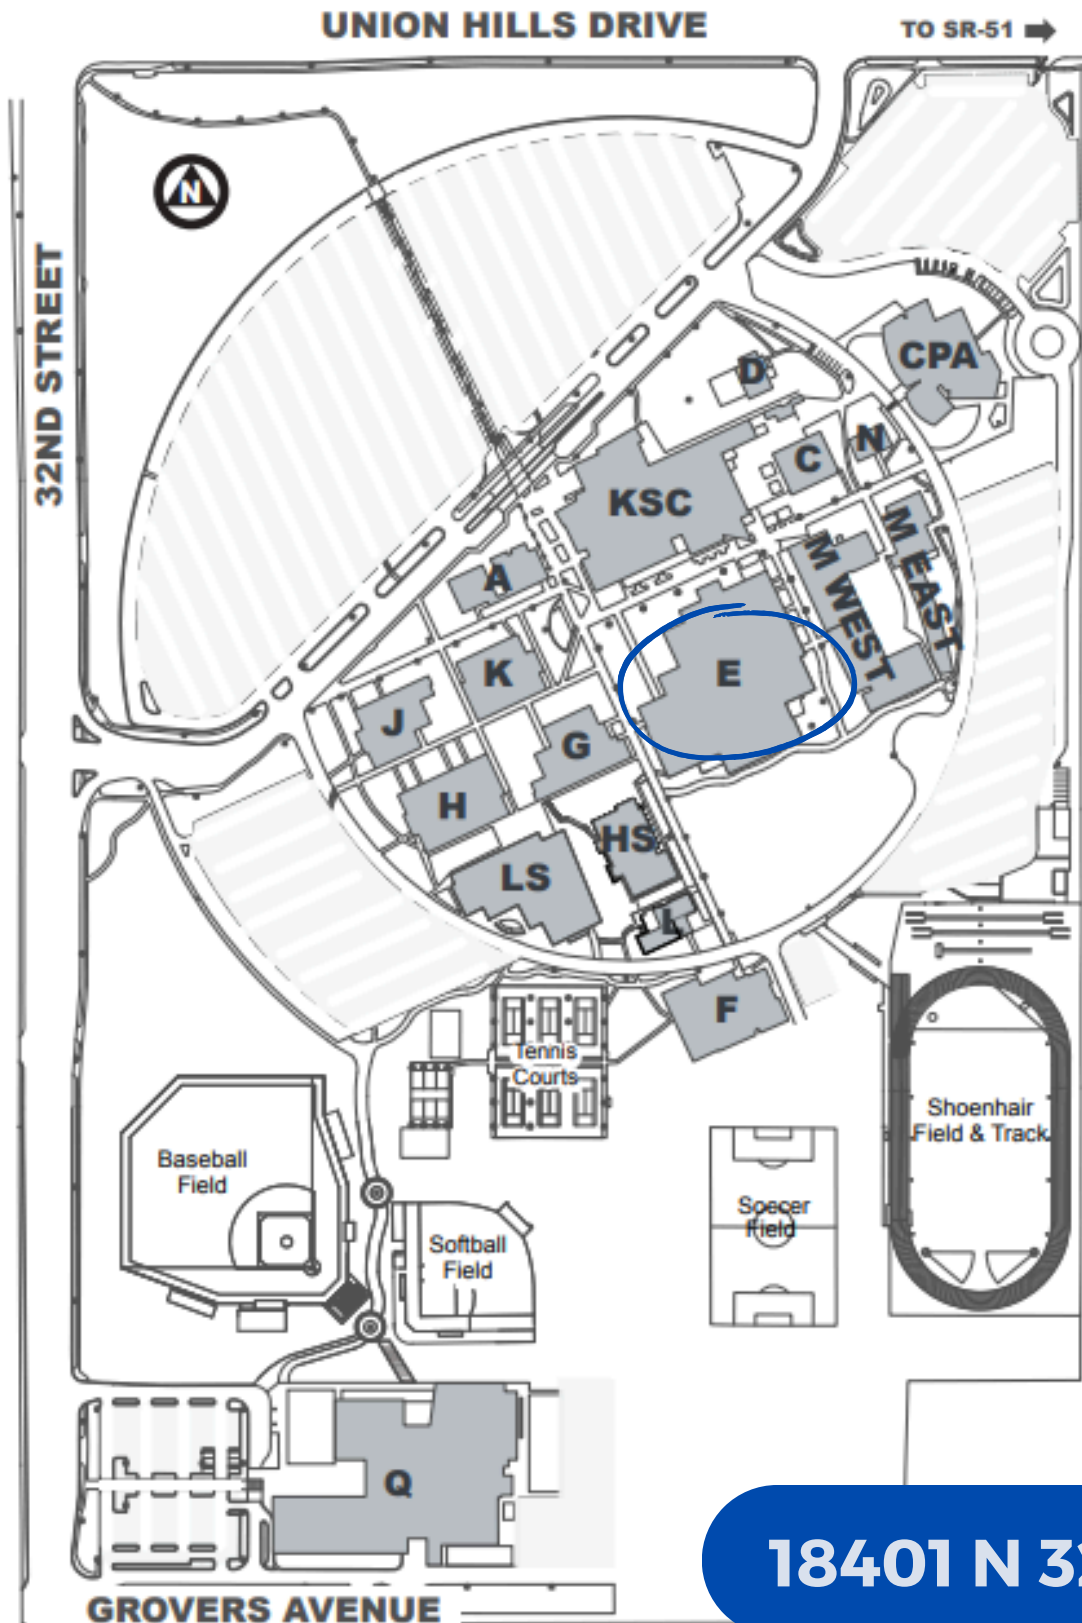 UNION HILLS DRIVE
TO SR-51
N
32ND STREET
CPA
D
N
C
KSC
M EAST
M WEST
A
K
E
J
G
H
HS
LS
L
F
Tennis
Courts
Shoenhair
Field & Track
Baseball
Field
Soccer
Field
Softball
Field
Q
18401 N 32
GROVERS AVENUE